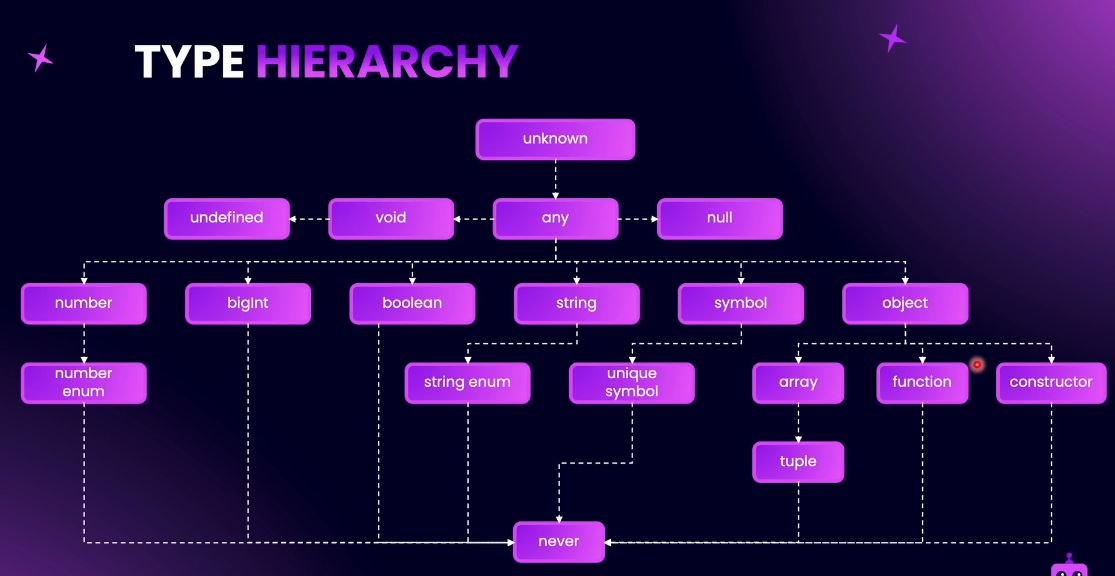 TYPE HIERARCHY
unknown
undefined
void
any
null
number
bigInt
boolean
string
symbol
object
number
enum
string enum
unique
symbol
array
function
constructor
tuple
never